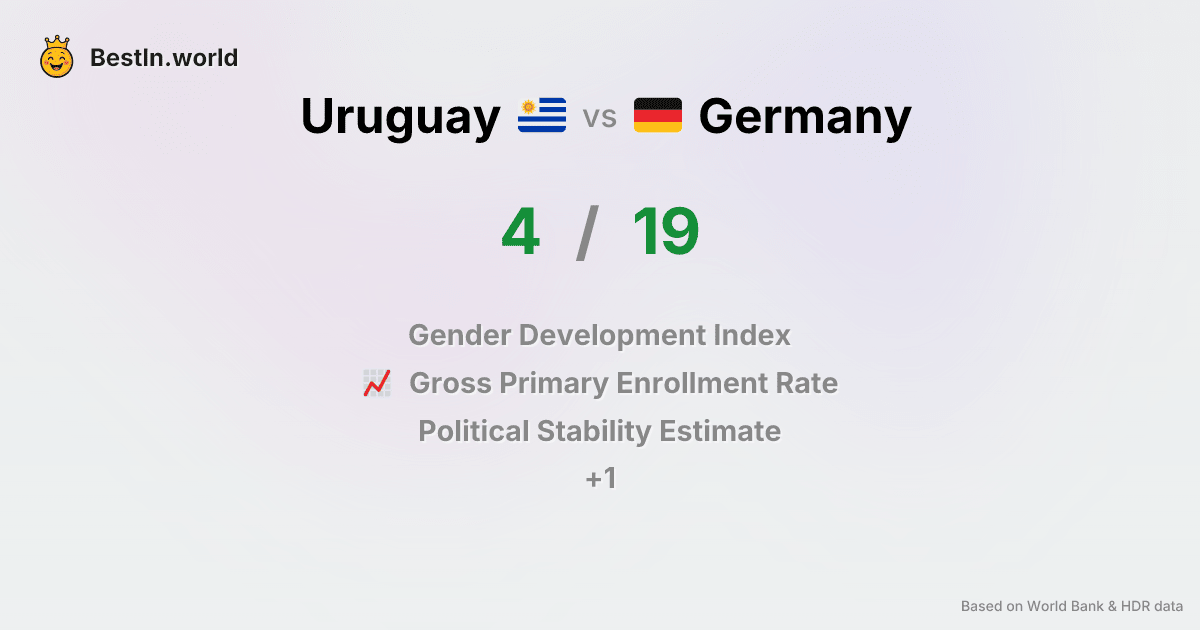 BestIn.world
Uruguay vs Germany
4 / 19
Gender Development Index
Gross Primary Enrollment Rate
Political Stability Estimate
+1
Based on World Bank & HDR data